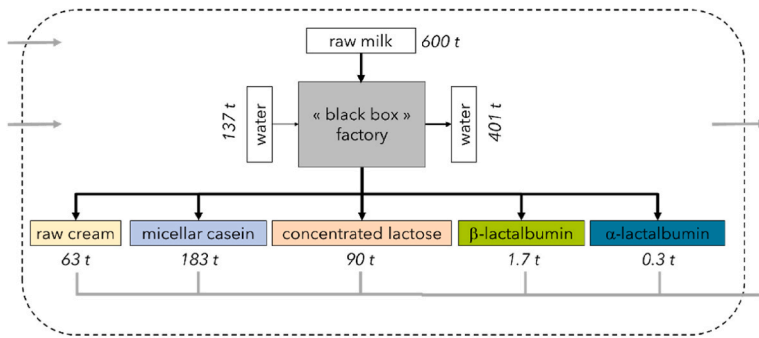 raw milk 600 t
137 t
water
« black box »
factory
water
401 t
raw cream
micellar casein
concentrated lactose
β-lactalbumin
α-lactalbumin
63 t
183 t
90 t
1.7 t
0.3 t